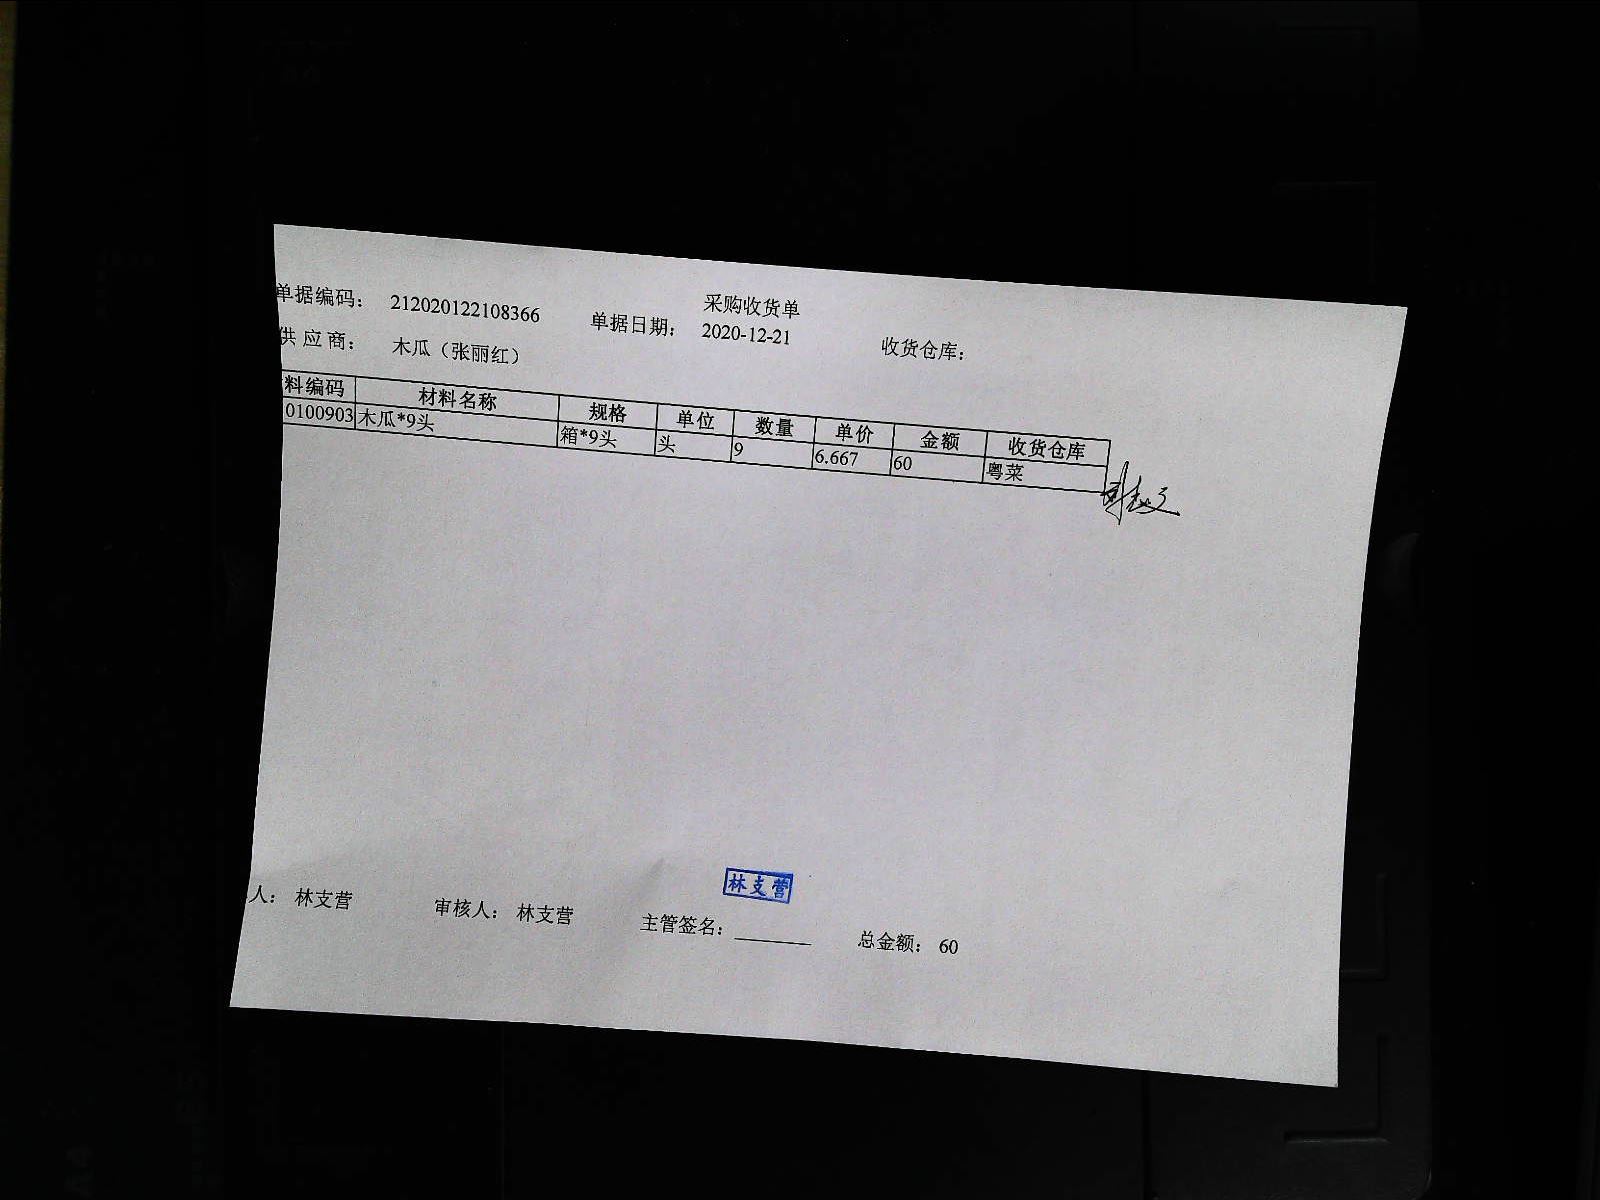 采购收货单
单据编码: 212020122108366 单据日期: 2020-12-21 收货仓库:
供应商: 木瓜（张丽红）
料编码 材料名称 规格 单位 数量 单价 金额 收货仓库
0100903 木瓜*9头 箱*9头 头 9 6.667 60 粤菜
林支营
人: 林支营 审核人: 林支营 主管签名: ________ 总金额: 60